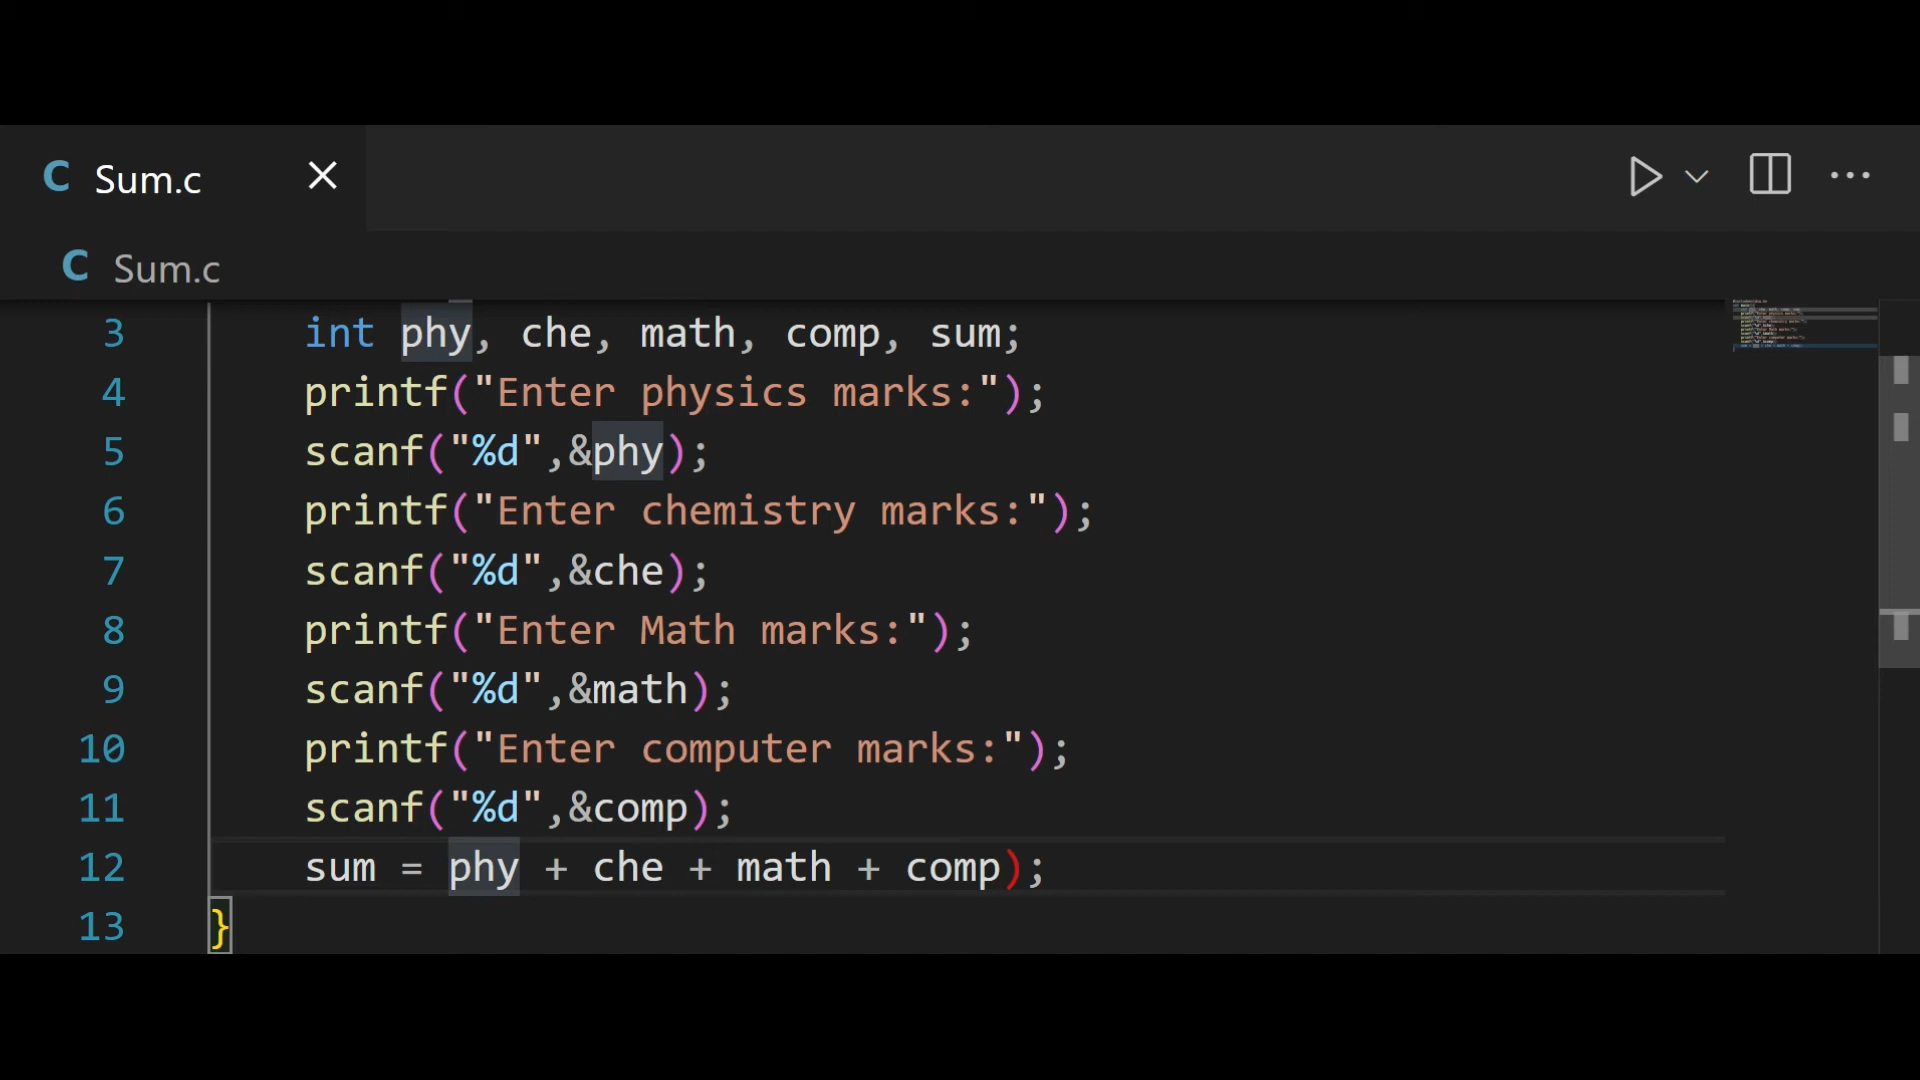 C Sum.c
C Sum.c
3 int phy, che, math, comp, sum;
4 printf("Enter physics marks:");
5 scanf("%d",&phy);
6 printf("Enter chemistry marks:");
7 scanf("%d",&che);
8 printf("Enter Math marks:");
9 scanf("%d",&math);
10 printf("Enter computer marks:");
11 scanf("%d",&comp);
12 sum = phy + che + math + comp);
13 }